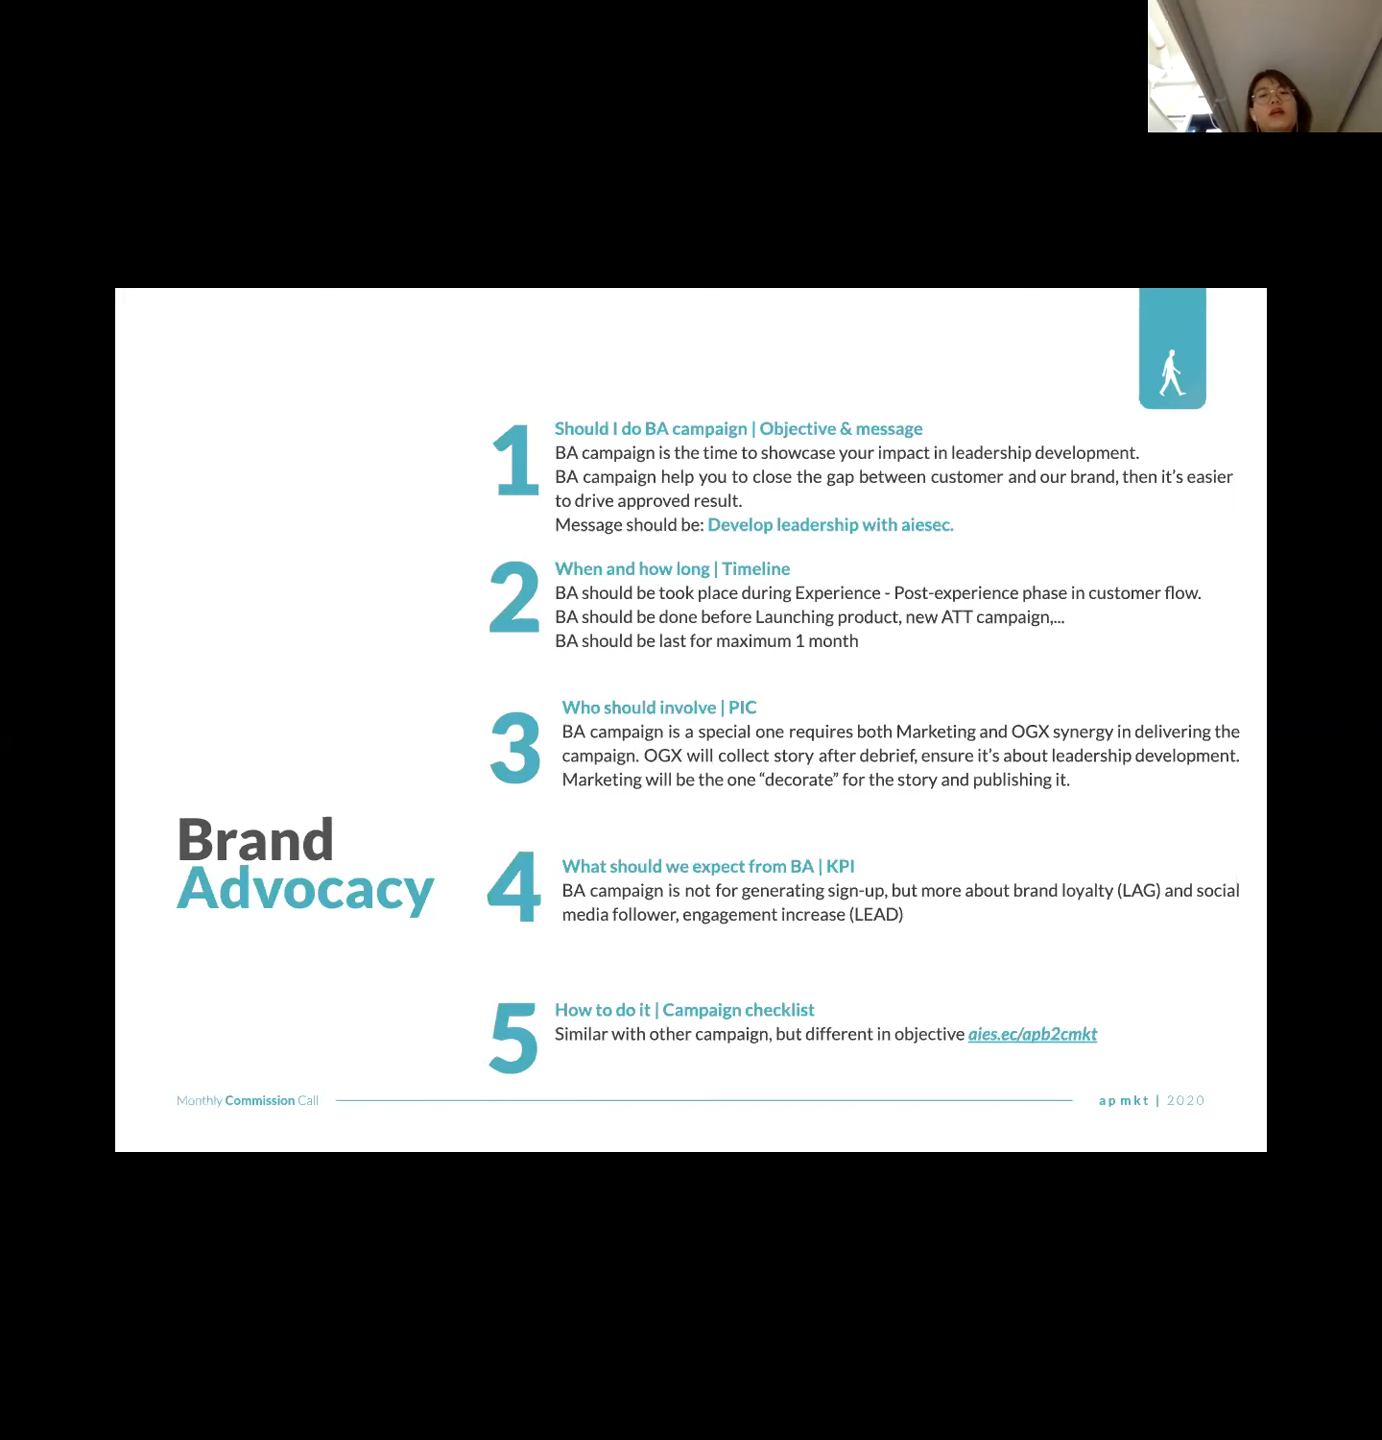 1
Should I do BA campaign | Objective & message
BA campaign is the time to showcase your impact in leadership development.
BA campaign help you to close the gap between customer and our brand, then it's easier
to drive approved result.
Message should be: Develop leadership with aiesec.
2
When and how long | Timeline
BA should be took place during Experience - Post-experience phase in customer flow.
BA should be done before Launching product, new ATT campaign,...
BA should be last for maximum 1 month
3
Who should involve | PIC
BA campaign is a special one requires both Marketing and OGX synergy in delivering the
campaign. OGX will collect story after debrief, ensure it's about leadership development.
Marketing will be the one “decorate” for the story and publishing it.
Brand
Advocacy
4
What should we expect from BA | KPI
BA campaign is not for generating sign-up, but more about brand loyalty (LAG) and social
media follower, engagement increase (LEAD)
5
How to do it | Campaign checklist
Similar with other campaign, but different in objective aies.ec/apb2cmkt
Monthly Commission Call
ap mkt | 2020